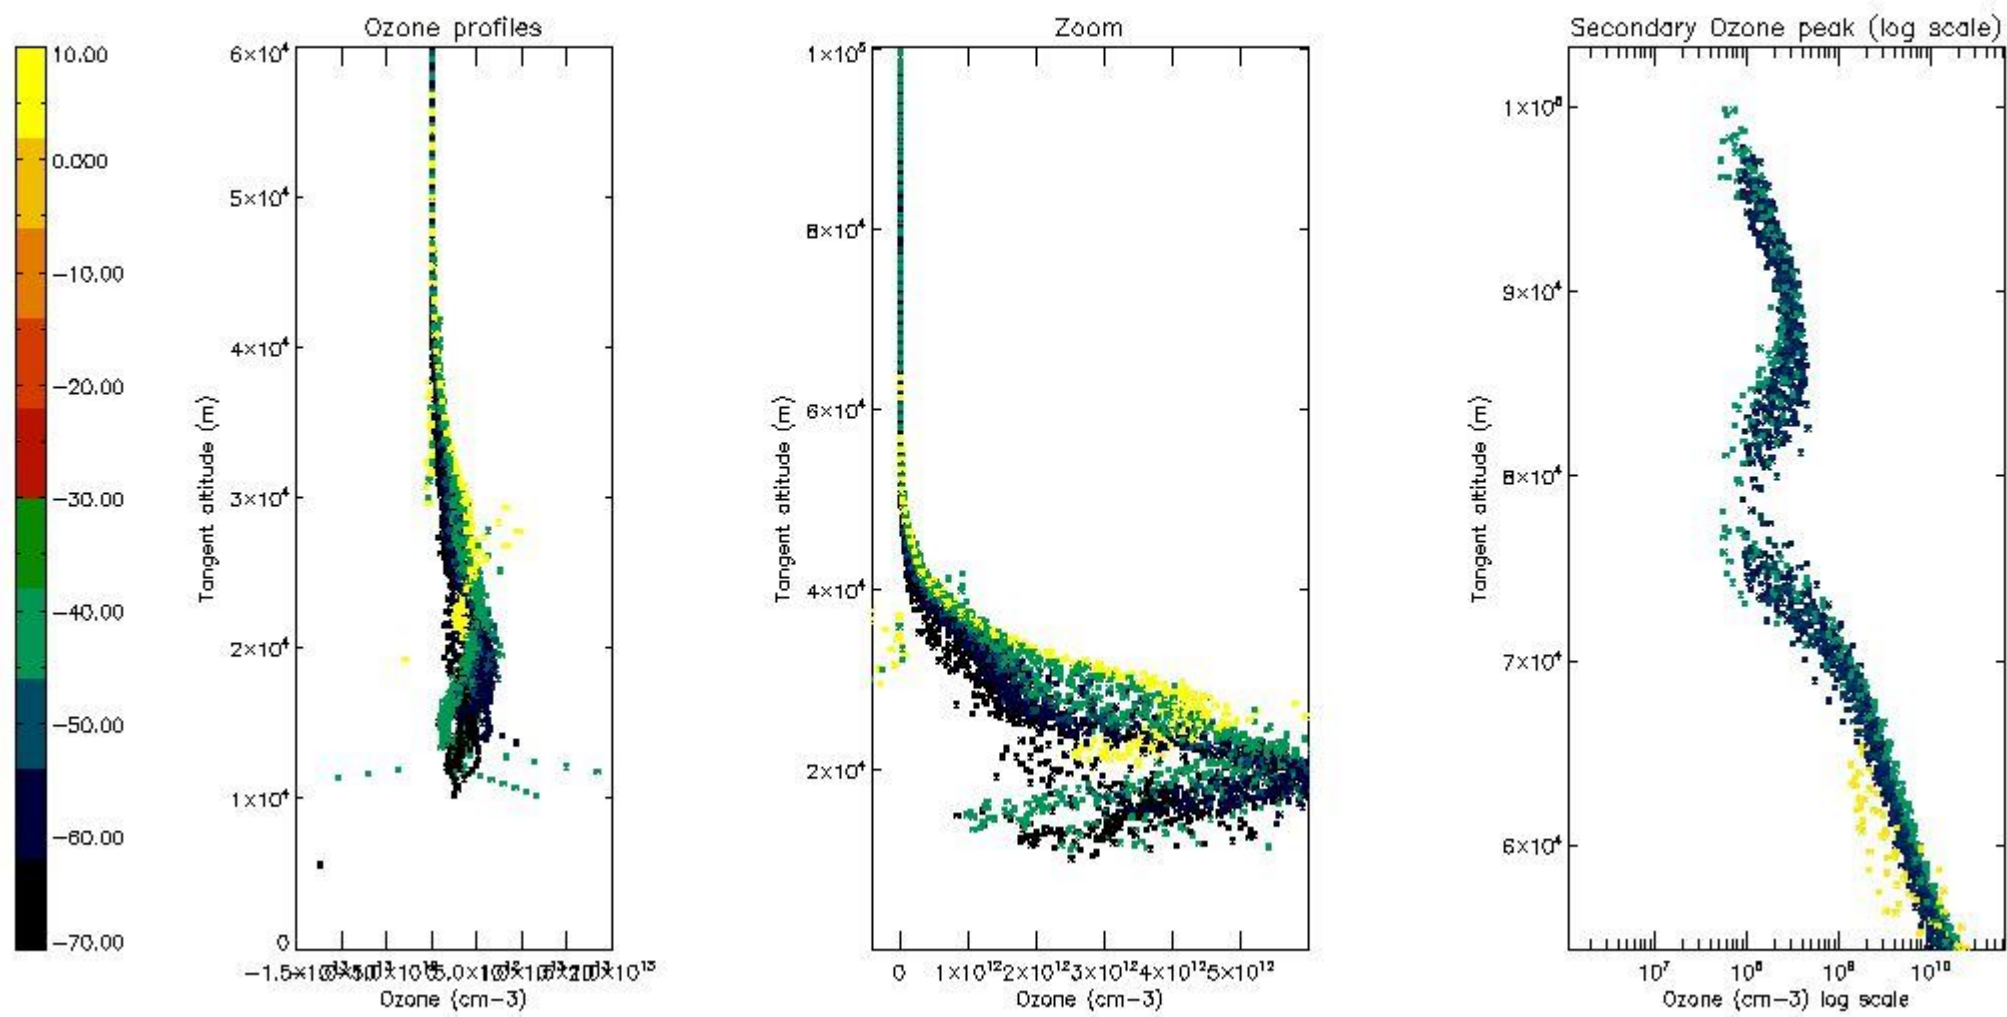 Ozone profiles
Zoom
Secondary Ozone peak (log scale)
10.00
0.000
−10.00
−20.00
−30.00
−40.00
−50.00
−60.00
−70.00
6×10⁴
5×10⁴
4×10⁴
3×10⁴
2×10⁴
1×10⁴
0
Tangent altitude (m)
Ozone (cm−3)
1×10⁵
8×10⁴
6×10⁴
4×10⁴
2×10⁴
Tangent altitude (m)
0 1×10¹² 2×10¹² 3×10¹² 4×10¹² 5×10¹²
Ozone (cm−3)
1×10⁵
9×10⁴
8×10⁴
7×10⁴
6×10⁴
Tangent altitude (m)
10⁷ 10⁸ 10⁹ 10¹⁰
Ozone (cm−3) log scale